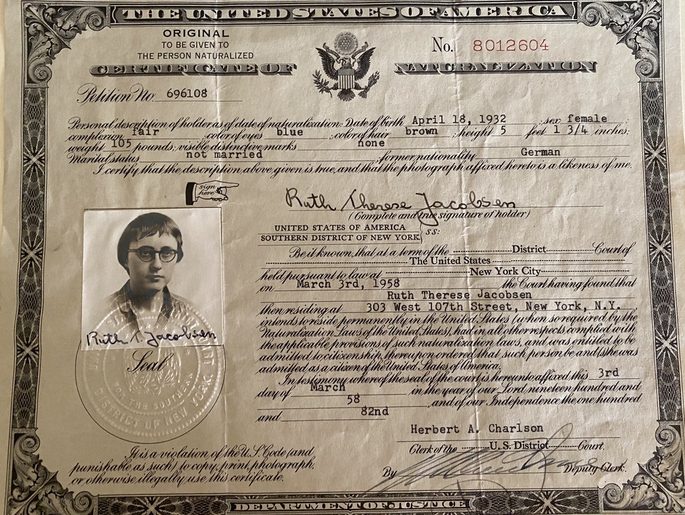 THE UNITED STATES OF AMERICA
ORIGINAL
TO BE GIVEN TO
THE PERSON NATURALIZED
No. 8012604
CERTIFICATE OF NATURALIZATION
Petition No. 696108
Personal description of holder as of date of naturalization: Date of birth April 18, 1932 sex female
complexion fair color of eyes blue color of hair brown height 5 feet 1 3/4 inches,
weight 105 pounds, visible distinctive marks none
Marital status not married former nationality German
I certify that the description above given is true, and that the photograph affixed hereto is a likeness of me.
sign here
Ruth Therese Jacobsen
(Complete and true signature of holder)
UNITED STATES OF AMERICA
SOUTHERN DISTRICT OF NEW YORK
ss:
Be it known, that at a term of the District Court of
The United States
held pursuant to law at New York City
on March 3rd, 1958 the Court having found that
Ruth Therese Jacobsen
then residing at 303 West 107th Street, New York, N.Y.
intends to reside permanently in the United States (when so required by the
Naturalization Laws of the United States), had in all other respects complied with
the applicable provisions of such naturalization laws, and was entitled to be
admitted to citizenship, thereupon ordered that such person be and (s)he was
admitted as a citizen of the United States of America.
In testimony whereof the seal of the court is hereunto affixed this 3rd
day of March in the year of our Lord nineteen hundred and
58 and of our Independence the one hundred
and 82nd
Ruth T Jacobsen
Seal
DISTRICT OF NEW YORK
Herbert A. Charlson
Clerk of the U.S. District Court.
By Deputy Clerk.
It is a violation of the U.S. Code (and
punishable as such) to copy, print, photograph,
or otherwise illegally use this certificate.
DEPARTMENT OF JUSTICE